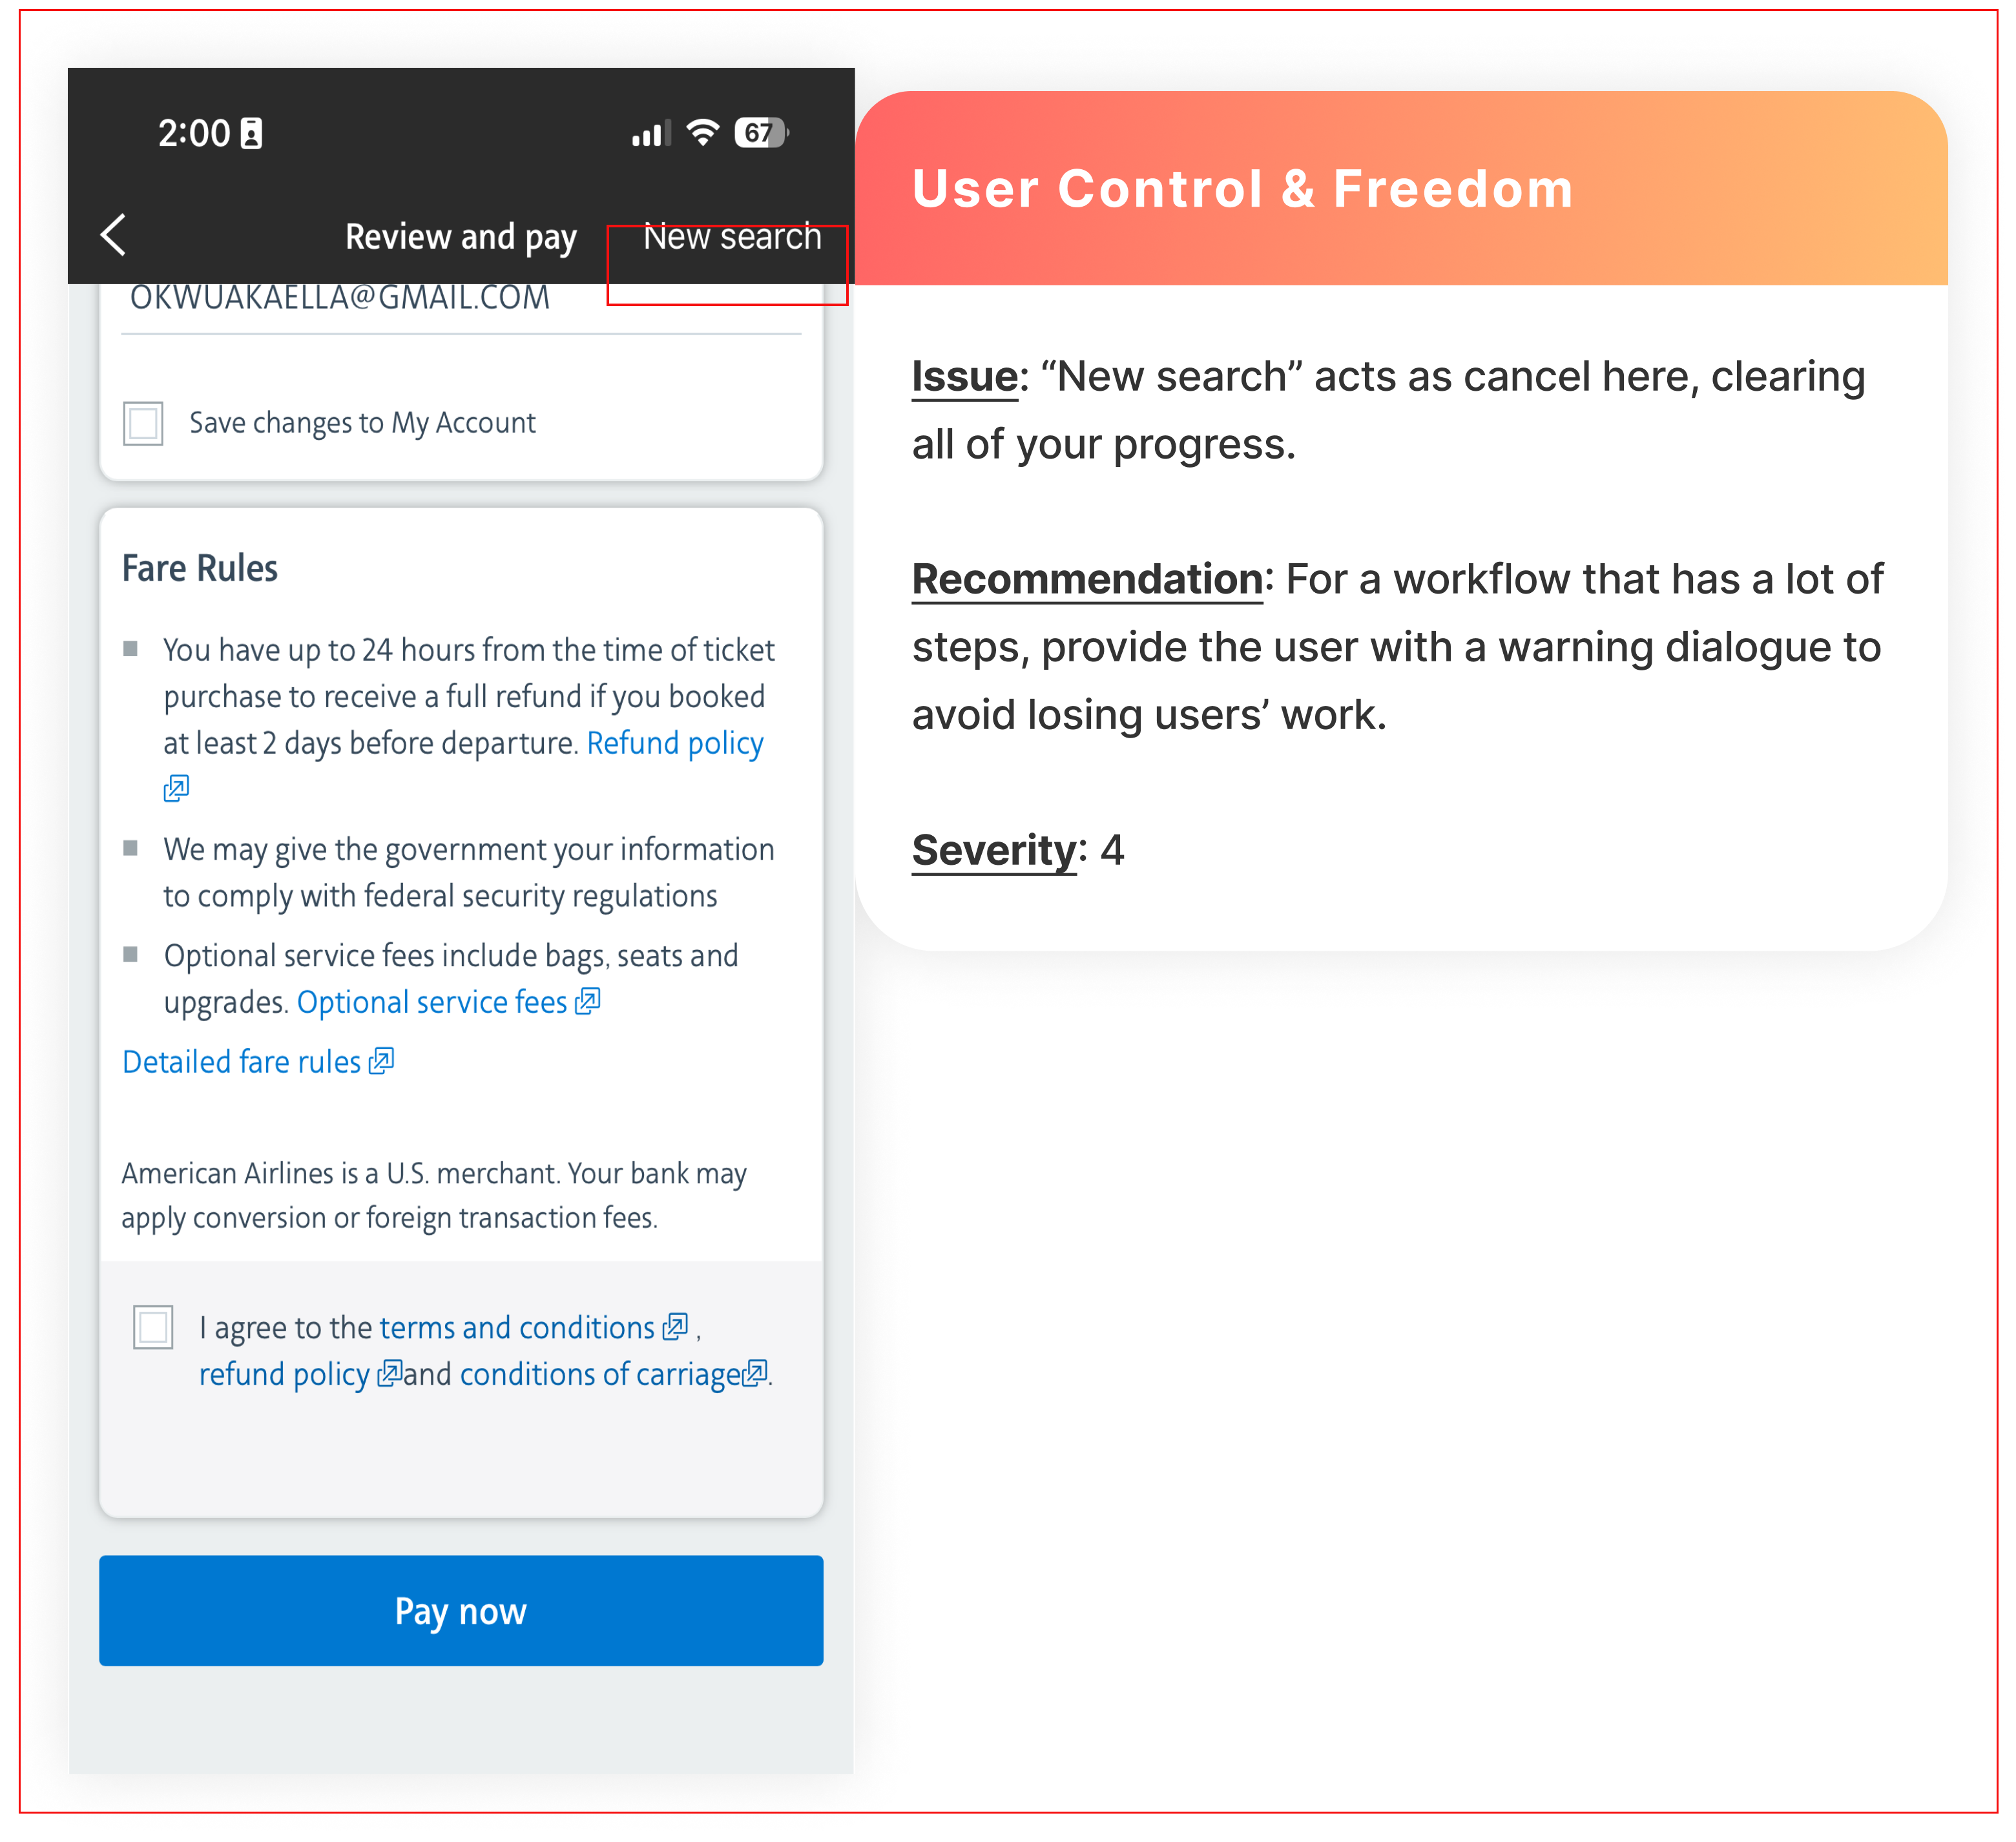 2:00
67
Review and pay
New search
OKWUAKAELLA@GMAIL.COM
Save changes to My Account
Fare Rules
You have up to 24 hours from the time of ticket
purchase to receive a full refund if you booked
at least 2 days before departure. Refund policy
We may give the government your information
to comply with federal security regulations
Optional service fees include bags, seats and
upgrades. Optional service fees
Detailed fare rules
American Airlines is a U.S. merchant. Your bank may
apply conversion or foreign transaction fees.
I agree to the terms and conditions ,
refund policy and conditions of carriage.
Pay now
User Control & Freedom
Issue: “New search” acts as cancel here, clearing
all of your progress.
Recommendation: For a workflow that has a lot of
steps, provide the user with a warning dialogue to
avoid losing users’ work.
Severity: 4